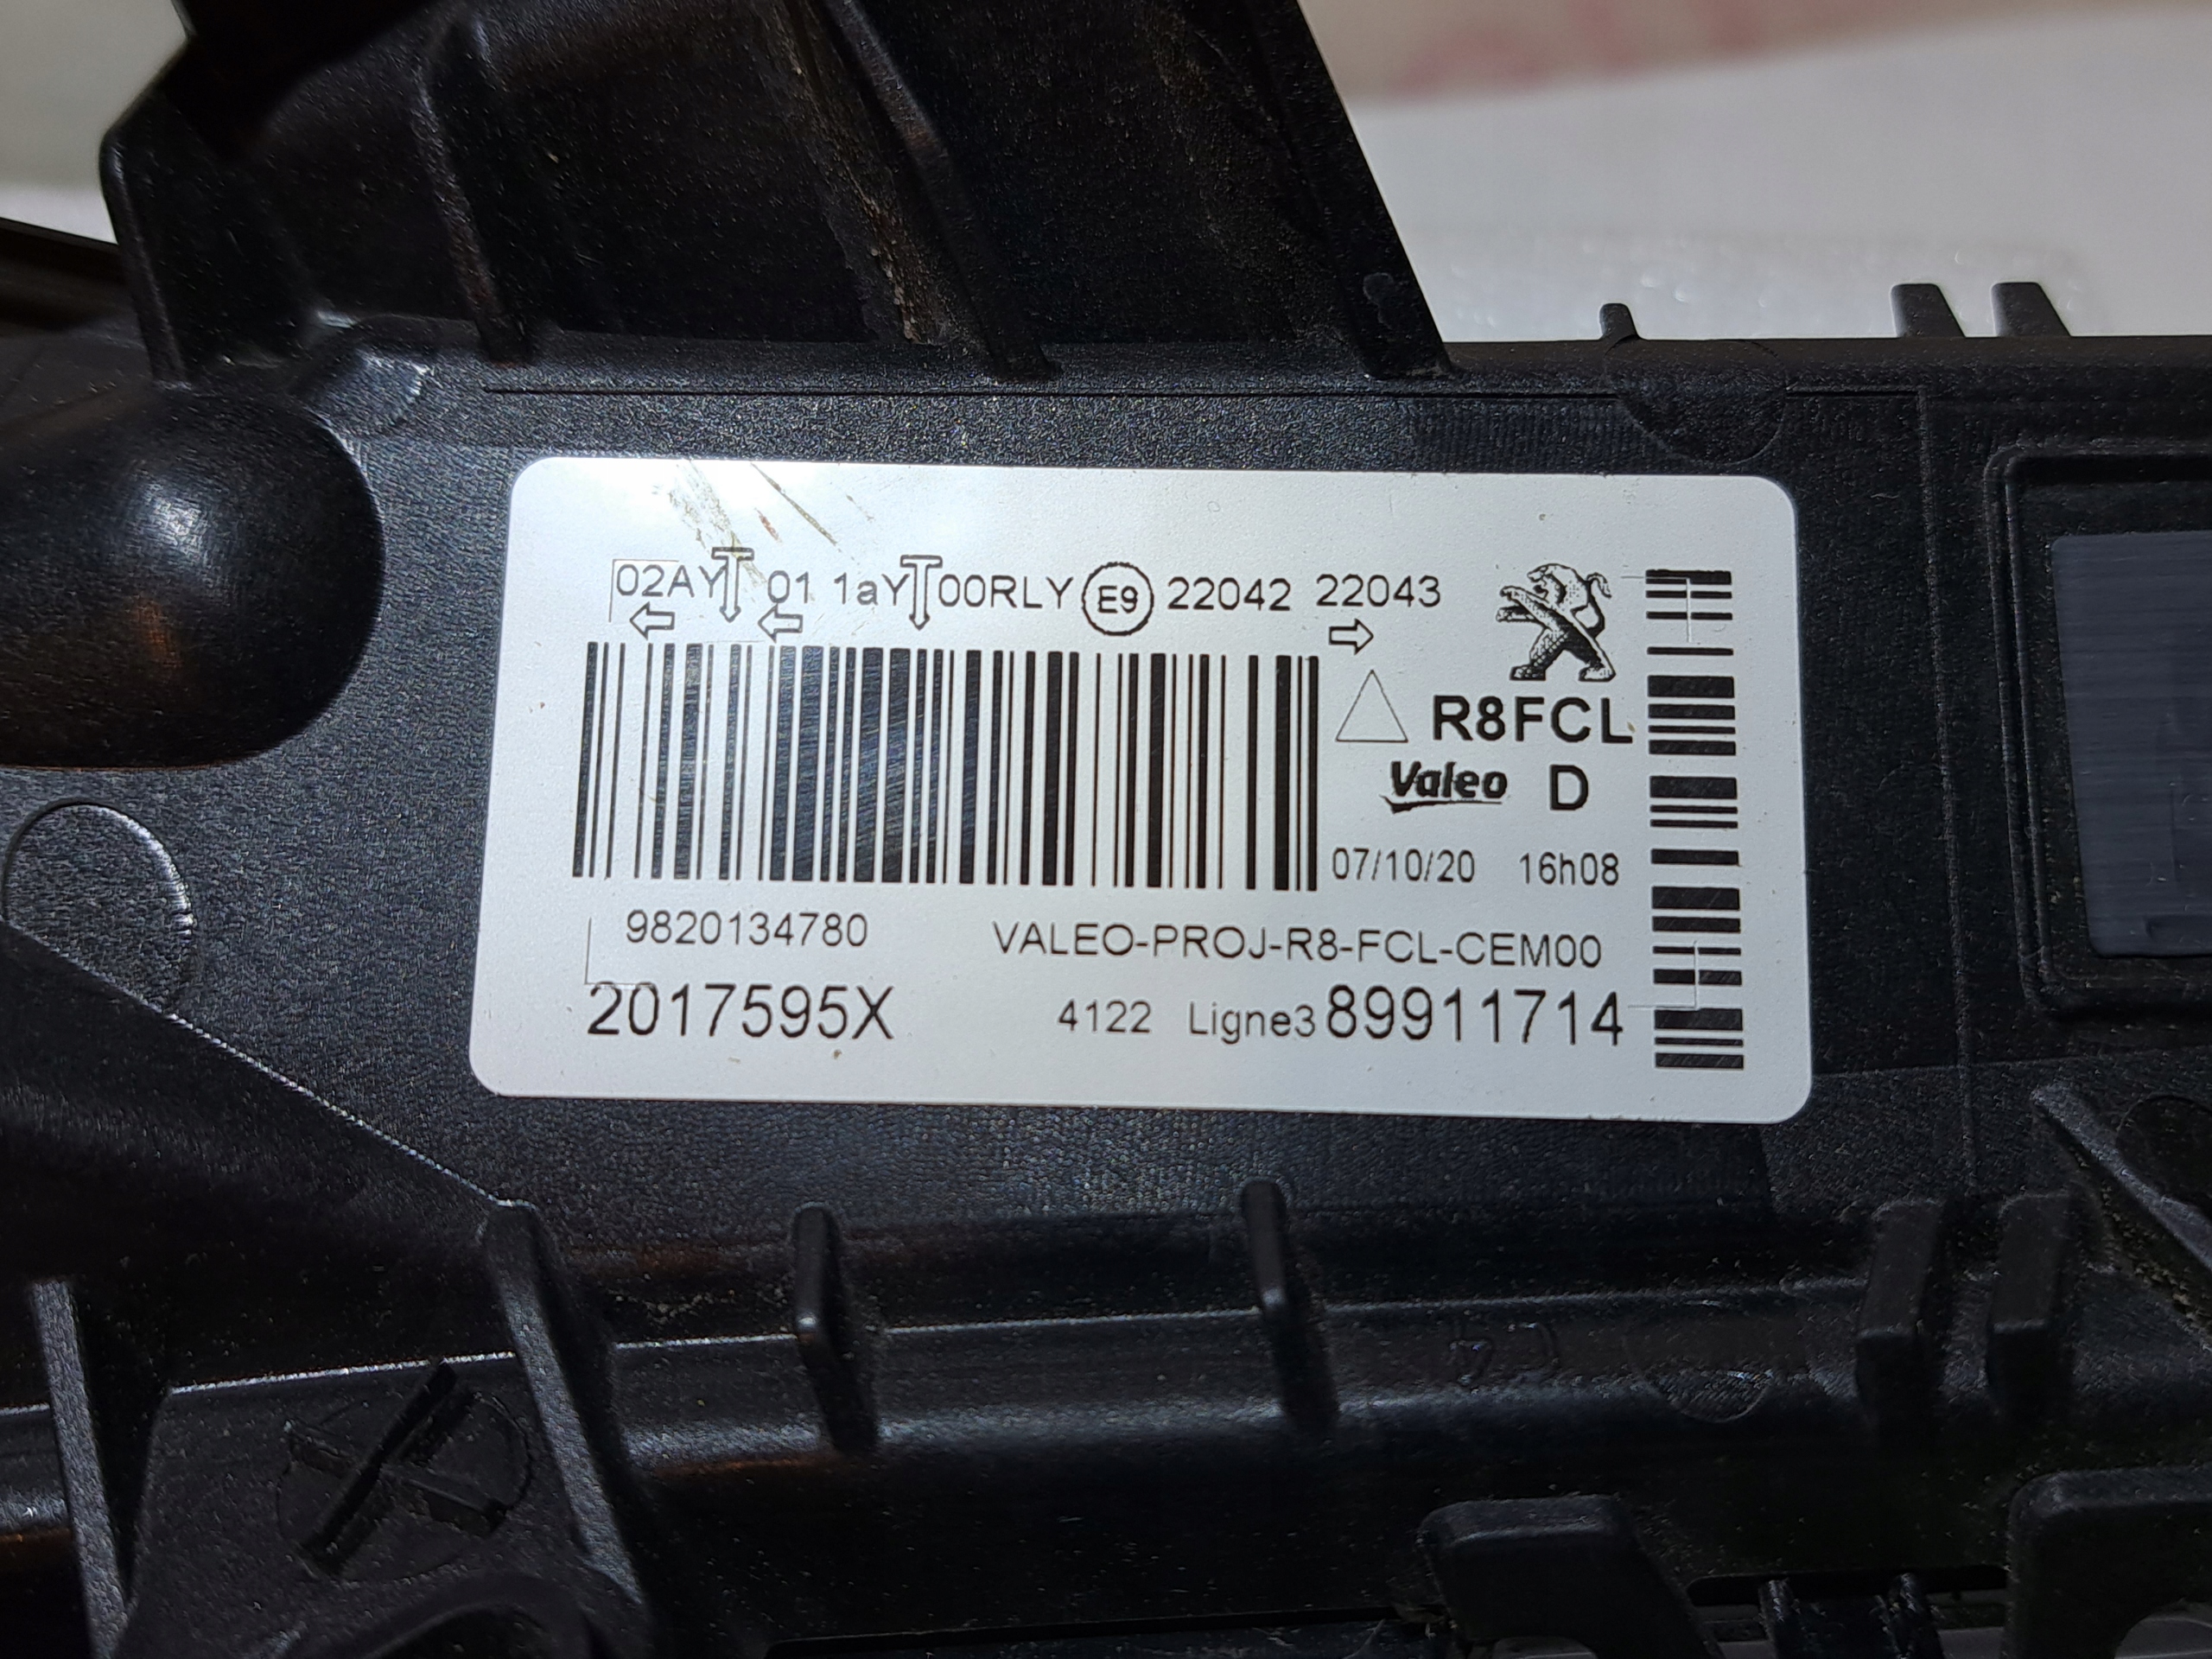 02AY 01 1aY 00RLY E9 22042 22043
R8FCL
Valeo D
07/10/20 16h08
9820134780 VALEO-PROJ-R8-FCL-CEM00
2017595X 4122 Ligne3 89911714